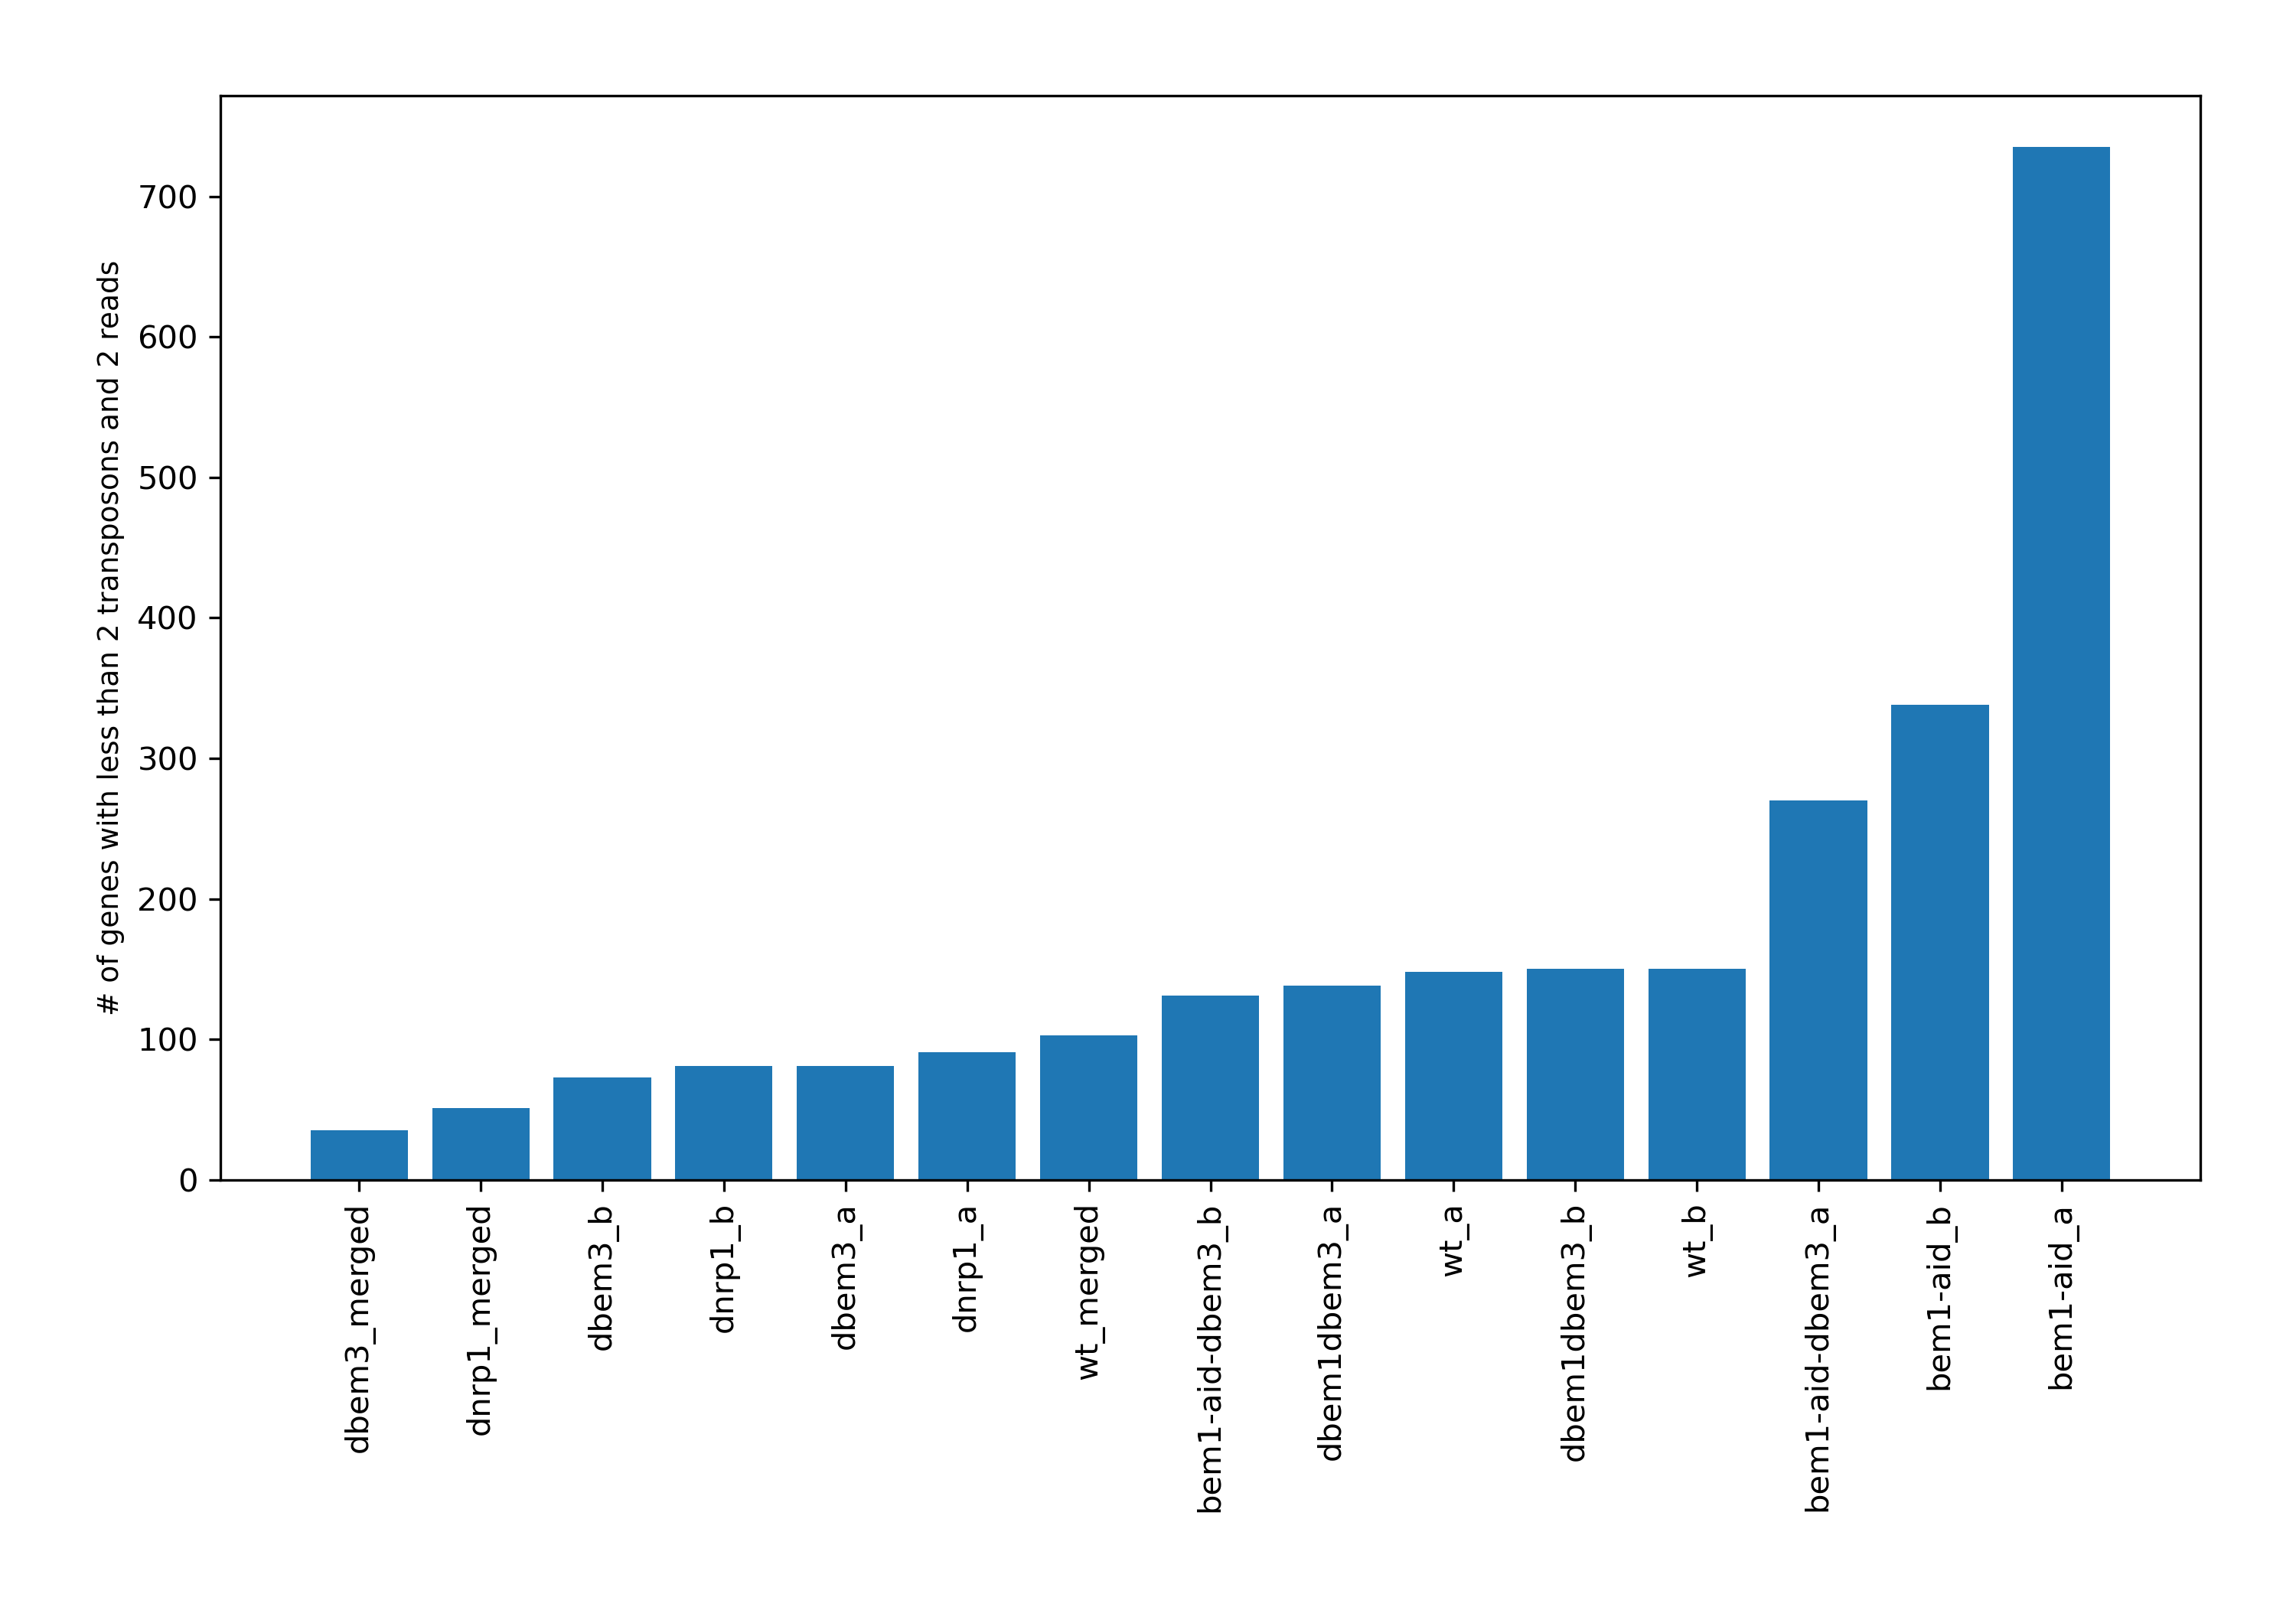 # of genes with less than 2 transposons and 2 reads
700
600
500
400
300
200
100
0
dbem3_merged
dnrp1_merged
dbem3_b
dnrp1_b
dbem3_a
dnrp1_a
wt_merged
bem1-aid-dbem3_b
dbem1dbem3_a
wt_a
dbem1dbem3_b
wt_b
bem1-aid-dbem3_a
bem1-aid_b
bem1-aid_a